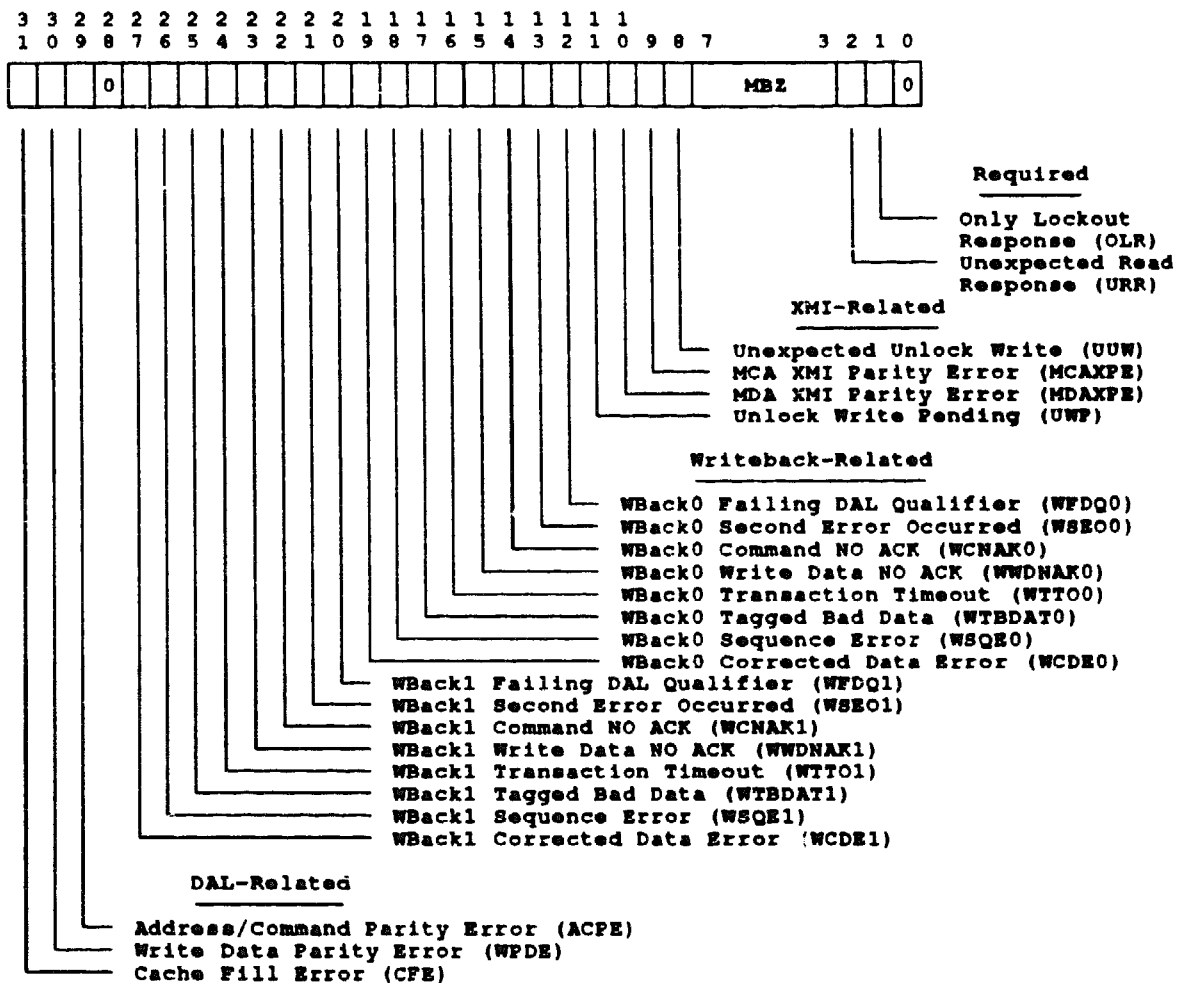 3 3 2 2 2 2 2 2 2 2 2 2 1 1 1 1 1 1 1 1 1 1
1 0 9 8 7 6 5 4 3 2 1 0 9 8 7 6 5 4 3 2 1 0 9 8 7 3 2 1 0
0 MBZ 0
Required
Only Lockout
Response (OLR)
Unexpected Read
Response (URR)
XMI-Related
Unexpected Unlock Write (UUW)
MCA XMI Parity Error (MCAXPE)
MDA XMI Parity Error (MDAXPE)
Unlock Write Pending (UWP)
Writeback-Related
WBack0 Failing DAL Qualifier (WFDQ0)
WBack0 Second Error Occurred (WSEO0)
WBack0 Command NO ACK (WCNAK0)
WBack0 Write Data NO ACK (WWDNAK0)
WBack0 Transaction Timeout (WTTO0)
WBack0 Tagged Bad Data (WTBDAT0)
WBack0 Sequence Error (WSQE0)
WBack0 Corrected Data Error (WCDE0)
WBack1 Failing DAL Qualifier (WFDQ1)
WBack1 Second Error Occurred (WSEO1)
WBack1 Command NO ACK (WCNAK1)
WBack1 Write Data NO ACK (WWDNAK1)
WBack1 Transaction Timeout (WTTO1)
WBack1 Tagged Bad Data (WTBDAT1)
WBack1 Sequence Error (WSQE1)
WBack1 Corrected Data Error (WCDE1)
DAL-Related
Address/Command Parity Error (ACPE)
Write Data Parity Error (WPDE)
Cache Fill Error (CFE)